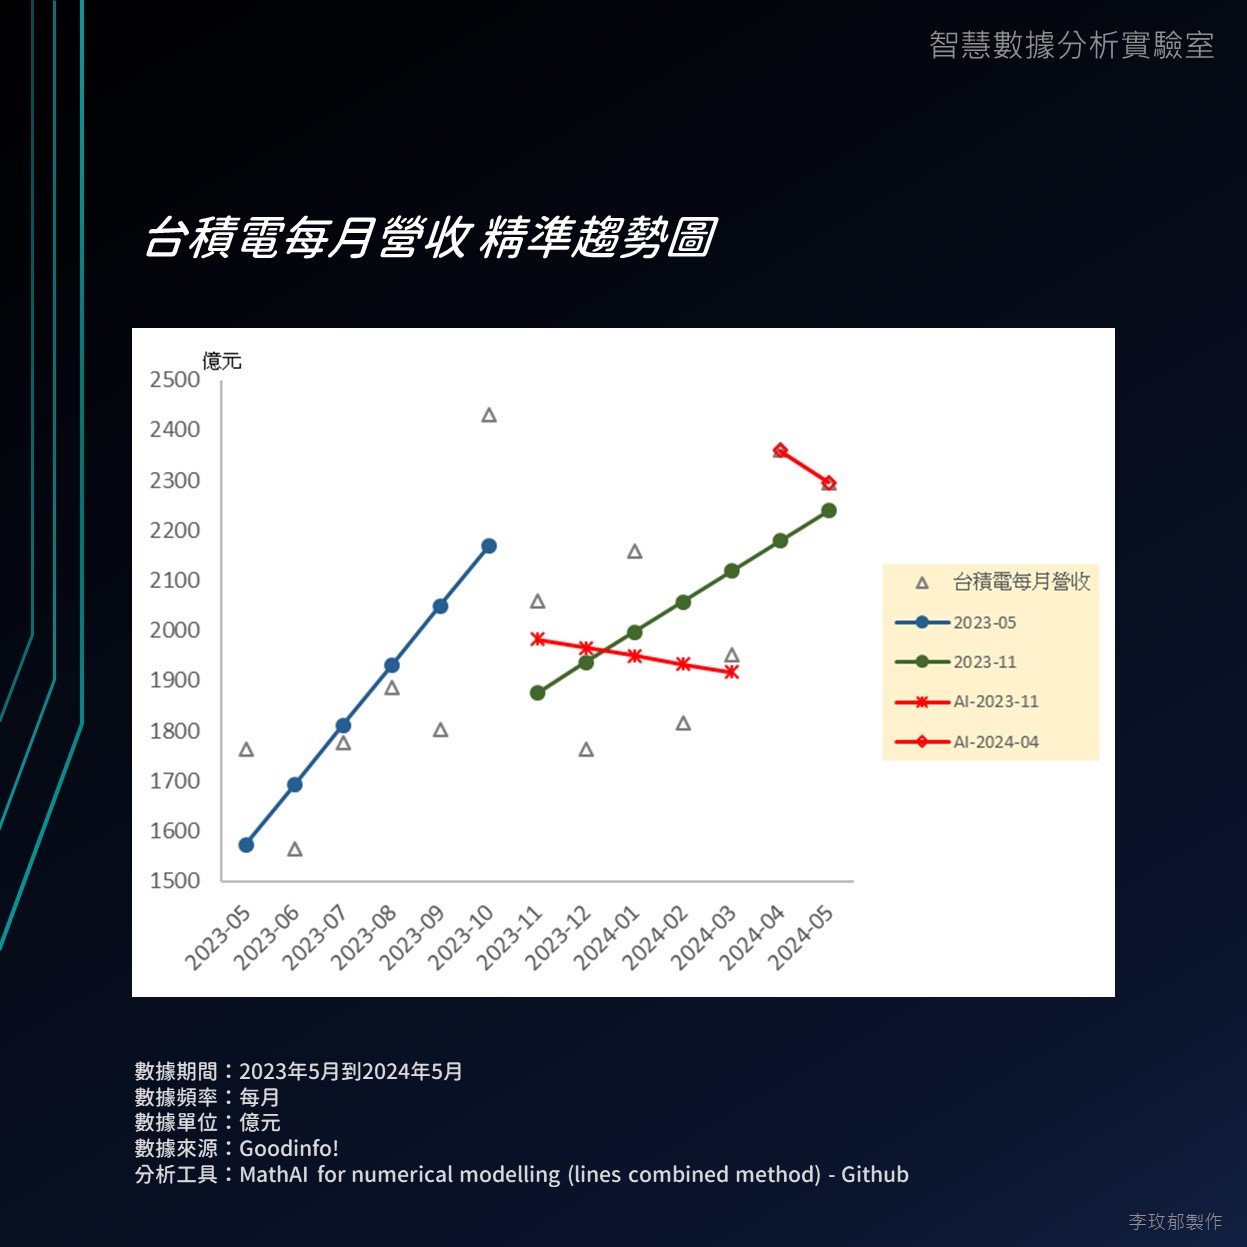 智慧數據分析實驗室
台積電每月營收 精準趨勢圖
億元
2500
2400
2300
2200
2100
2000
1900
1800
1700
1600
1500
2023-05
2023-06
2023-07
2023-08
2023-09
2023-10
2023-11
2023-12
2024-01
2024-02
2024-03
2024-04
2024-05
台積電每月營收
2023-05
2023-11
AI-2023-11
AI-2024-04
數據期間：2023年5月到2024年5月
數據頻率：每月
數據單位：億元
數據來源：Goodinfo!
分析工具：MathAI for numerical modelling (lines combined method) - Github
李玫郁製作